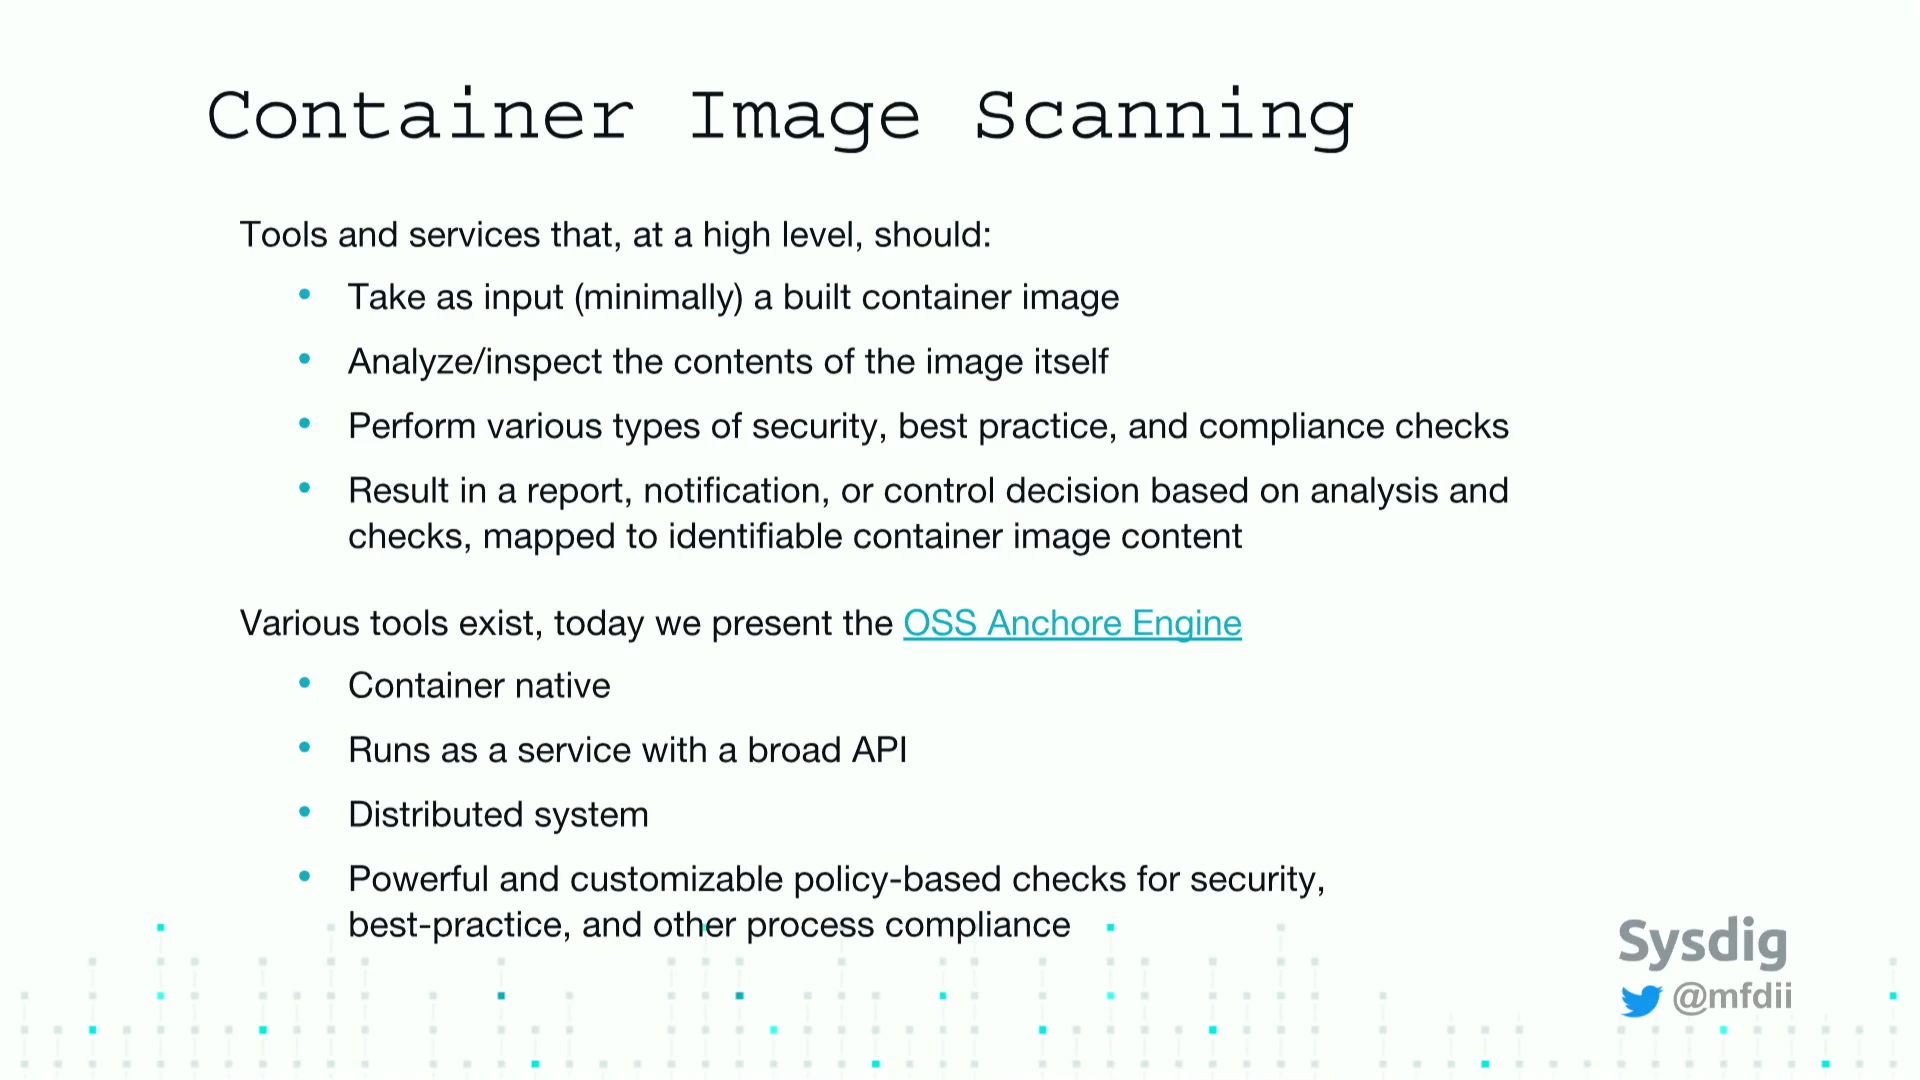 Container Image Scanning
Tools and services that, at a high level, should:
• Take as input (minimally) a built container image
• Analyze/inspect the contents of the image itself
• Perform various types of security, best practice, and compliance checks
• Result in a report, notification, or control decision based on analysis and
checks, mapped to identifiable container image content
Various tools exist, today we present the OSS Anchore Engine
• Container native
• Runs as a service with a broad API
• Distributed system
• Powerful and customizable policy-based checks for security,
best-practice, and other process compliance
Sysdig
@mfdii